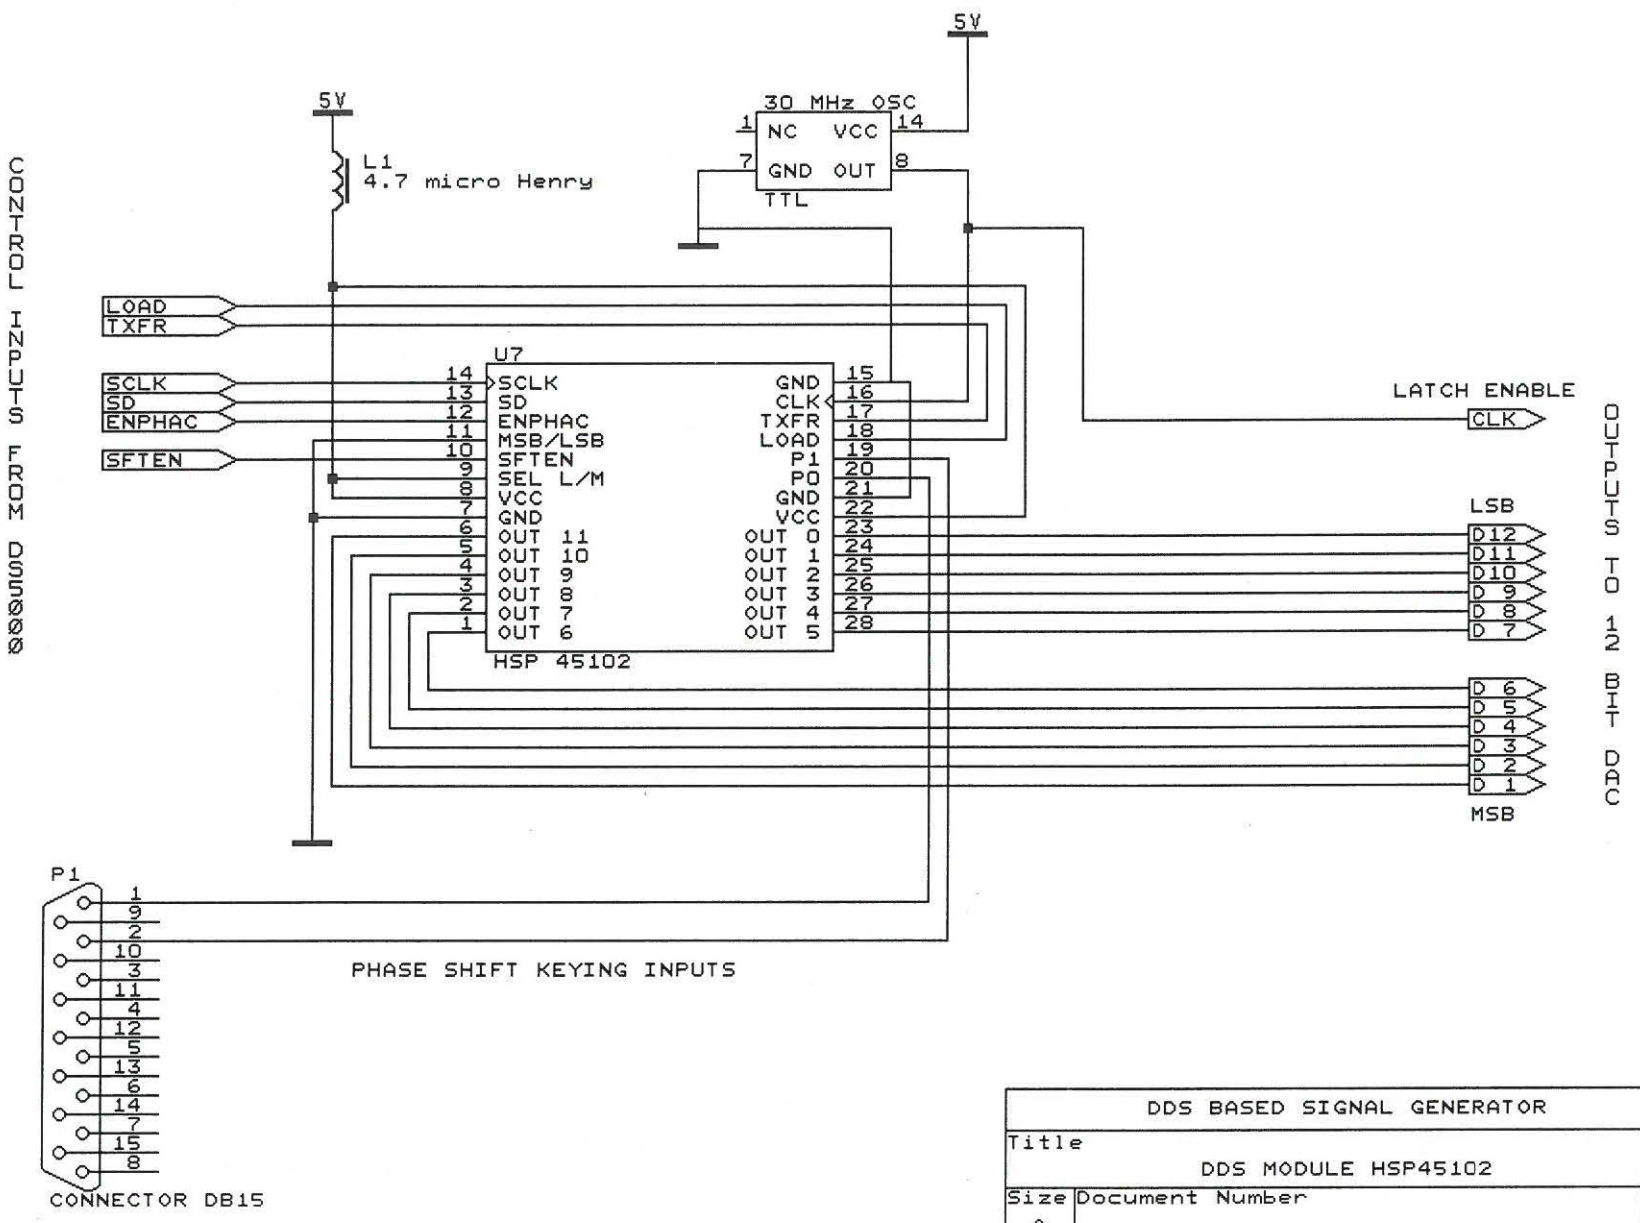 5V
5V
30 MHz OSC
1 NC VCC 14
7 GND OUT 8
TTL
L1
4.7 micro Henry
CONTROL INPUTS FROM DS5000
LOAD
TXFR
SCLK
SD
ENPHAC
SFTEN
U7
14 SCLK GND 15
13 SD CLK 16
12 ENPHAC TXFR 17
11 MSB/LSB LOAD 18
10 SFTEN P1 19
9 SEL L/M P0 20
8 VCC GND 21
7 GND VCC 22
6 OUT 11 OUT 0 23
5 OUT 10 OUT 1 24
4 OUT 9 OUT 2 25
3 OUT 8 OUT 3 26
2 OUT 7 OUT 4 27
1 OUT 6 OUT 5 28
HSP 45102
LATCH ENABLE
CLK
LSB
D12
D11
D10
D 9
D 8
D 7
D 6
D 5
D 4
D 3
D 2
D 1
MSB
OUTPUTS TO 12 BIT DAC
P1
1
9
2
10
3
11
4
12
5
13
6
14
7
15
8
CONNECTOR DB15
PHASE SHIFT KEYING INPUTS
DDS BASED SIGNAL GENERATOR
Title
DDS MODULE HSP45102
Size Document Number